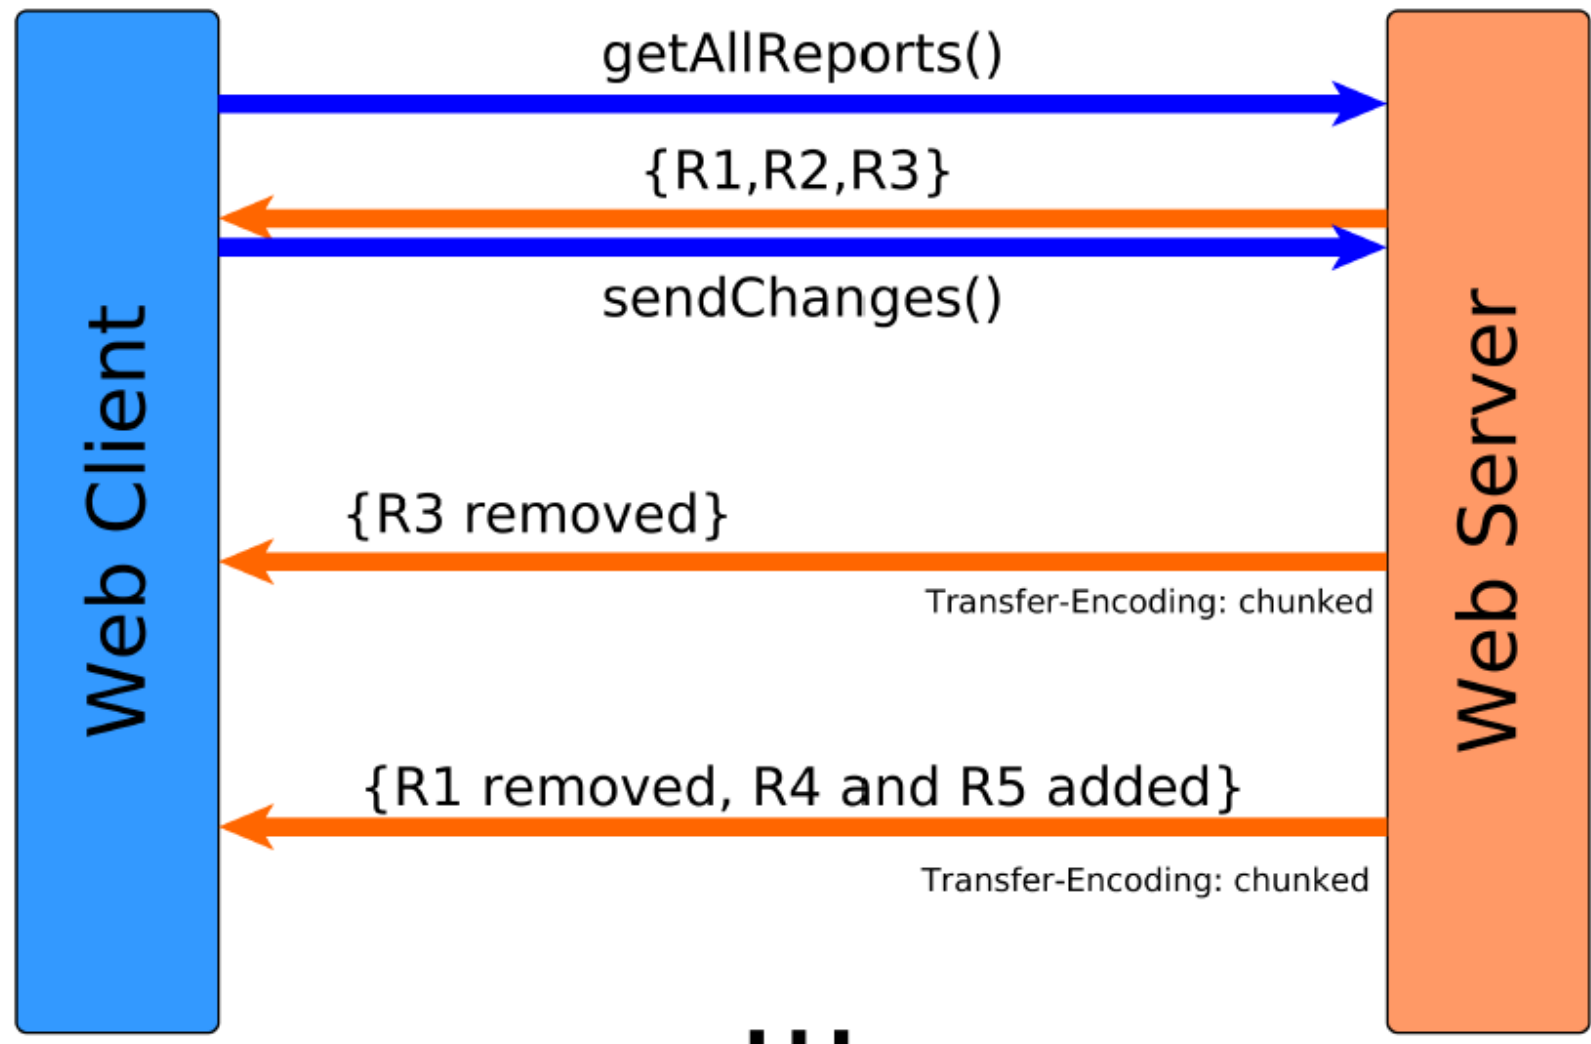 getAllReports()
{R1,R2,R3}
sendChanges()
Web Client
Web Server
{R3 removed}
Transfer-Encoding: chunked
{R1 removed, R4 and R5 added}
Transfer-Encoding: chunked
...